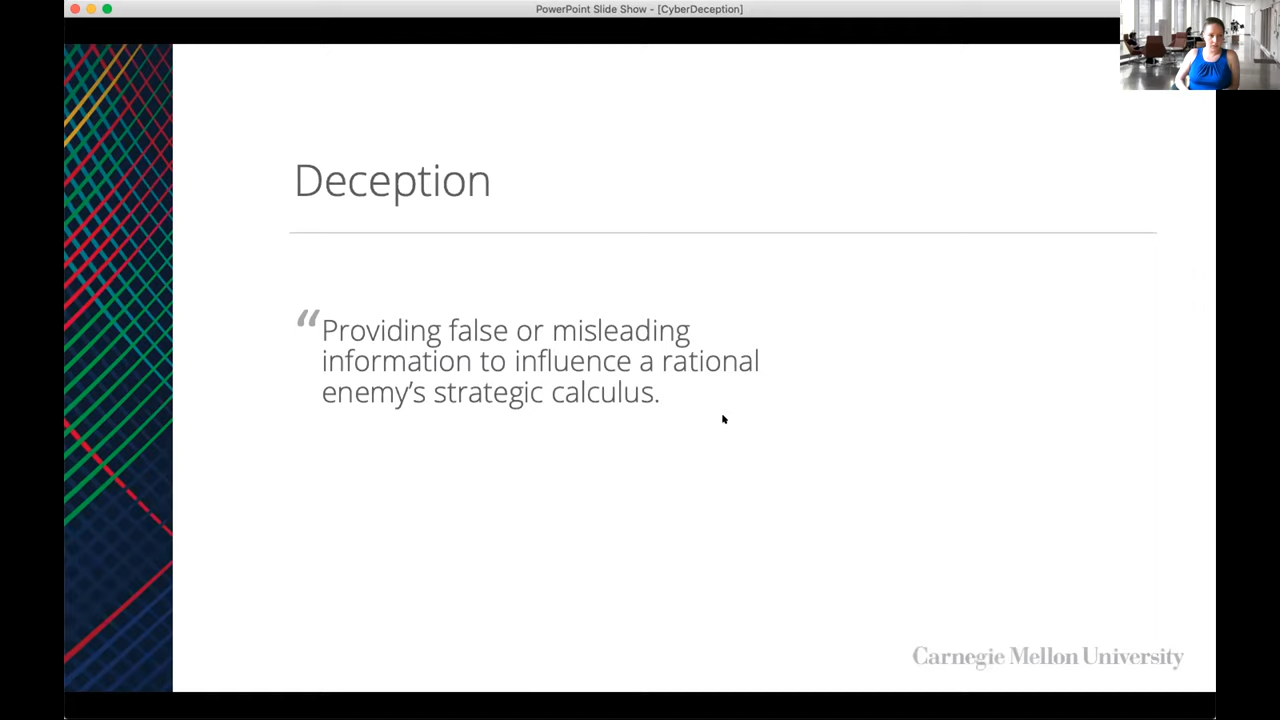 PowerPoint Slide Show - [CyberDeception]
Deception
“Providing false or misleading
information to influence a rational
enemy’s strategic calculus.
Carnegie Mellon University